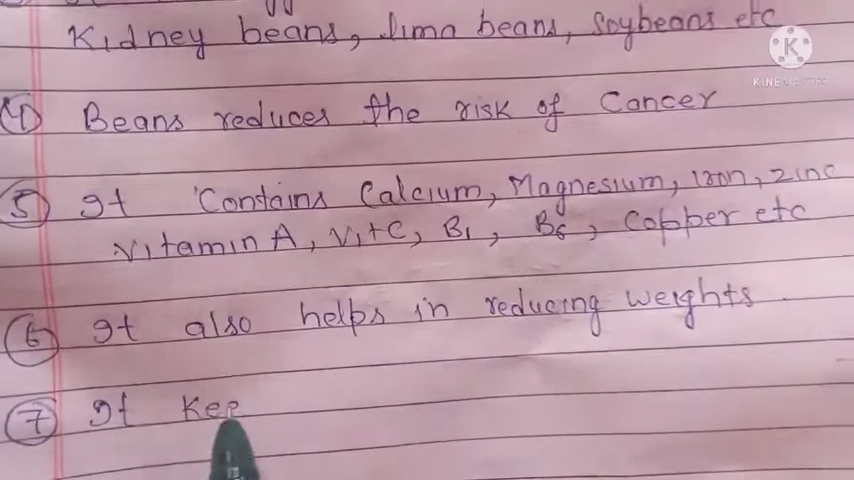 Kidney beans, lima beans, Soybeans etc
K
KINEMASTER
(4) Beans reduces the risk of Cancer
(5) It Contains Calcium, Magnesium, Iron, Zinc
Vitamin A, Vit C, B1, B6, Copper etc
(6) It also helps in reducing weights
(7) It Kee